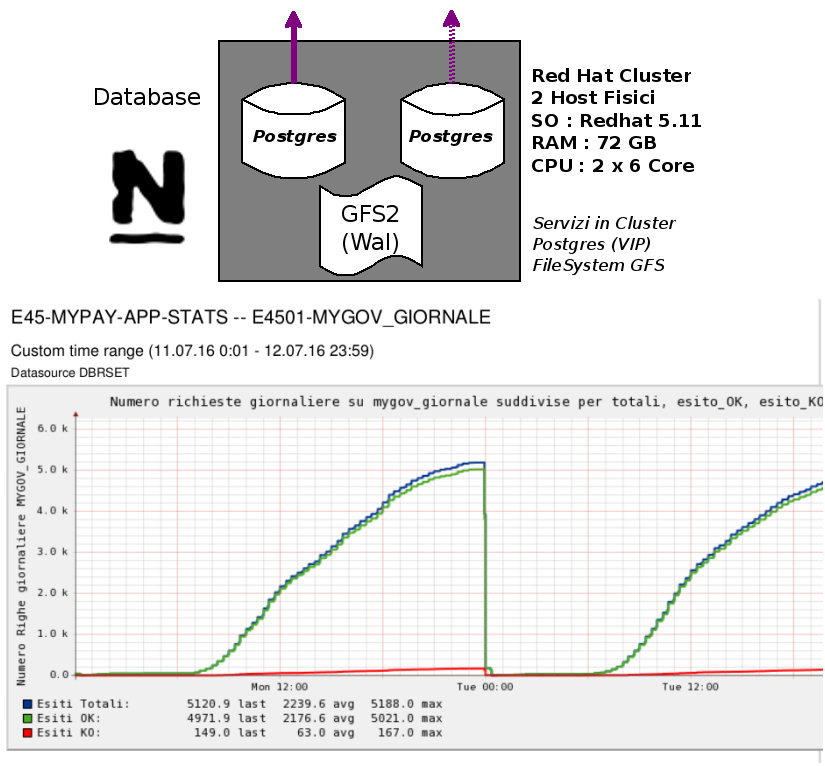 Database
N
Postgres
Postgres
GFS2
(Wal)
Red Hat Cluster
2 Host Fisici
SO : Redhat 5.11
RAM : 72 GB
CPU : 2 x 6 Core
Servizi in Cluster
Postgres (VIP)
FileSystem GFS
E45-MYPAY-APP-STATS -- E4501-MYGOV_GIORNALE
Custom time range (11.07.16 0:01 - 12.07.16 23:59)
Datasource DBRSET
Numero richieste giornaliere su mygov_giornale suddivise per totali, esito_OK, esito_KO
Numero Righe giornaliere MYGOV_GIORNALE
6.0 k
5.0 k
4.0 k
3.0 k
2.0 k
1.0 k
0.0
Mon 12:00 Tue 00:00 Tue 12:00
Esiti Totali: 5120.9 last 2239.6 avg 5188.0 max
Esiti OK: 4971.9 last 2176.6 avg 5021.0 max
Esiti KO: 149.0 last 63.0 avg 167.0 max